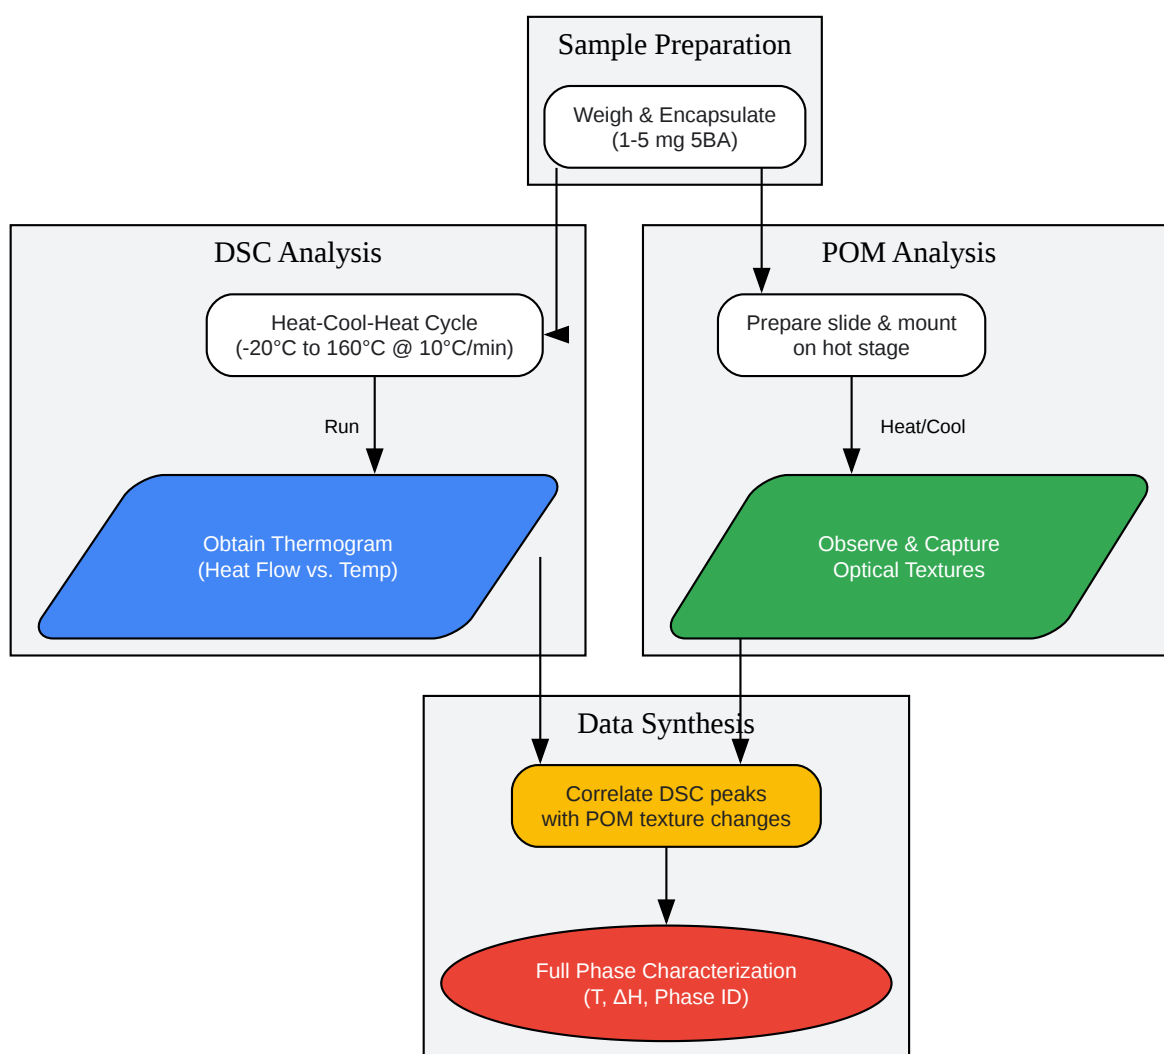 Sample Preparation
Weigh & Encapsulate
(1-5 mg 5BA)
DSC Analysis
Heat-Cool-Heat Cycle
(-20°C to 160°C @ 10°C/min)
Run
Obtain Thermogram
(Heat Flow vs. Temp)
POM Analysis
Prepare slide & mount
on hot stage
Heat/Cool
Observe & Capture
Optical Textures
Data Synthesis
Correlate DSC peaks
with POM texture changes
Full Phase Characterization
(T, ΔH, Phase ID)